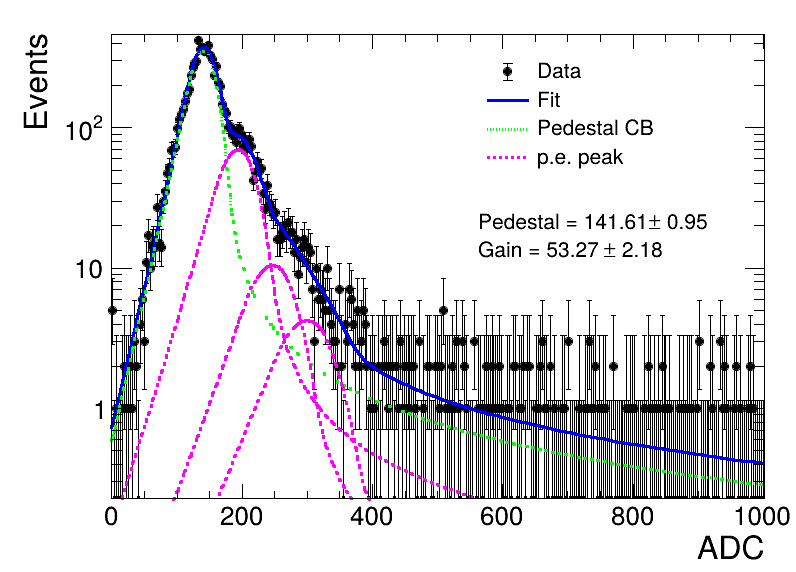 Events
10²
10
1
Data
Fit
Pedestal CB
p.e. peak
Pedestal = 141.61± 0.95
Gain = 53.27 ± 2.18
0 200 400 600 800 1000
ADC